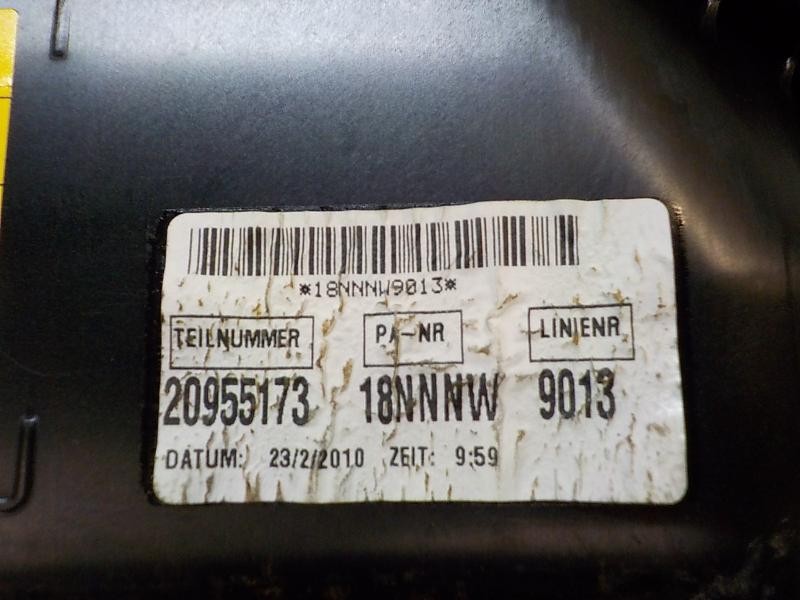 *18NNNW9013*
TEILNUMMER PA-NR LINIENR
20955173 18NNNW 9013
DATUM: 23/2/2010 ZEIT: 9:59